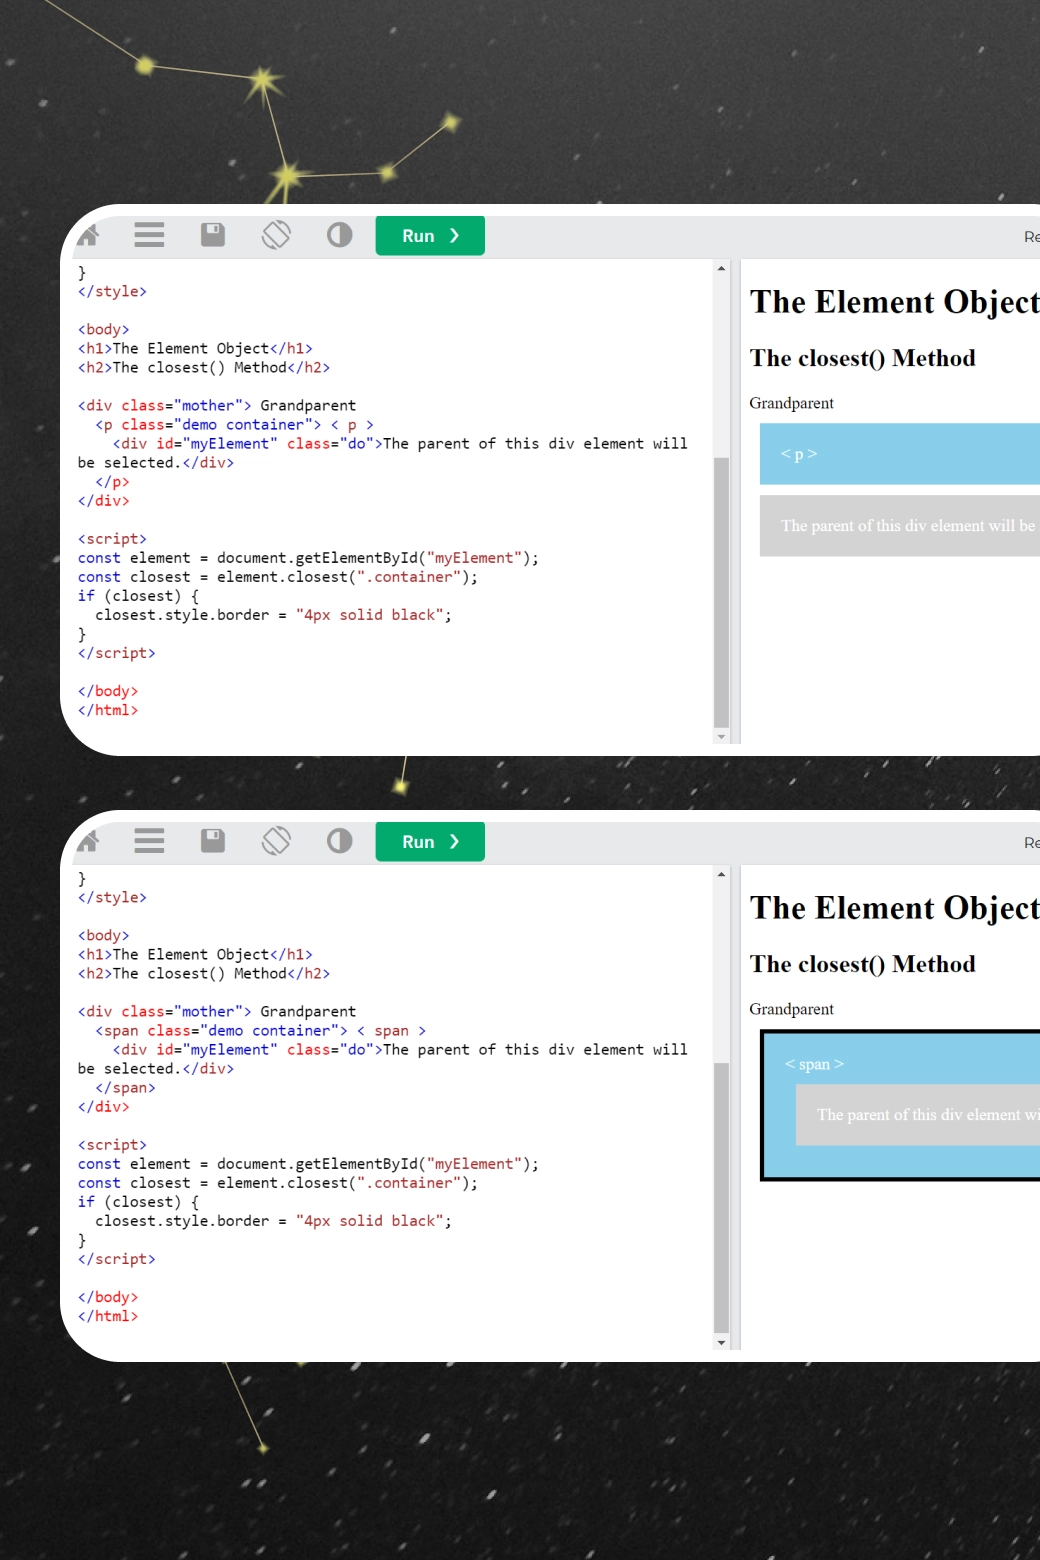 Run ❯
Re
}
</style>
<body>
<h1>The Element Object</h1>
<h2>The closest() Method</h2>
<div class="mother"> Grandparent
<p class="demo container"> < p >
<div id="myElement" class="do">The parent of this div element will
be selected.</div>
</p>
</div>
<script>
const element = document.getElementById("myElement");
const closest = element.closest(".container");
if (closest) {
closest.style.border = "4px solid black";
}
</script>
</body>
</html>
The Element Object
The closest() Method
Grandparent
< p >
The parent of this div element will be
Run ❯
Re
}
</style>
<body>
<h1>The Element Object</h1>
<h2>The closest() Method</h2>
<div class="mother"> Grandparent
<span class="demo container"> < span >
<div id="myElement" class="do">The parent of this div element will
be selected.</div>
</span>
</div>
<script>
const element = document.getElementById("myElement");
const closest = element.closest(".container");
if (closest) {
closest.style.border = "4px solid black";
}
</script>
</body>
</html>
The Element Object
The closest() Method
Grandparent
< span >
The parent of this div element wi